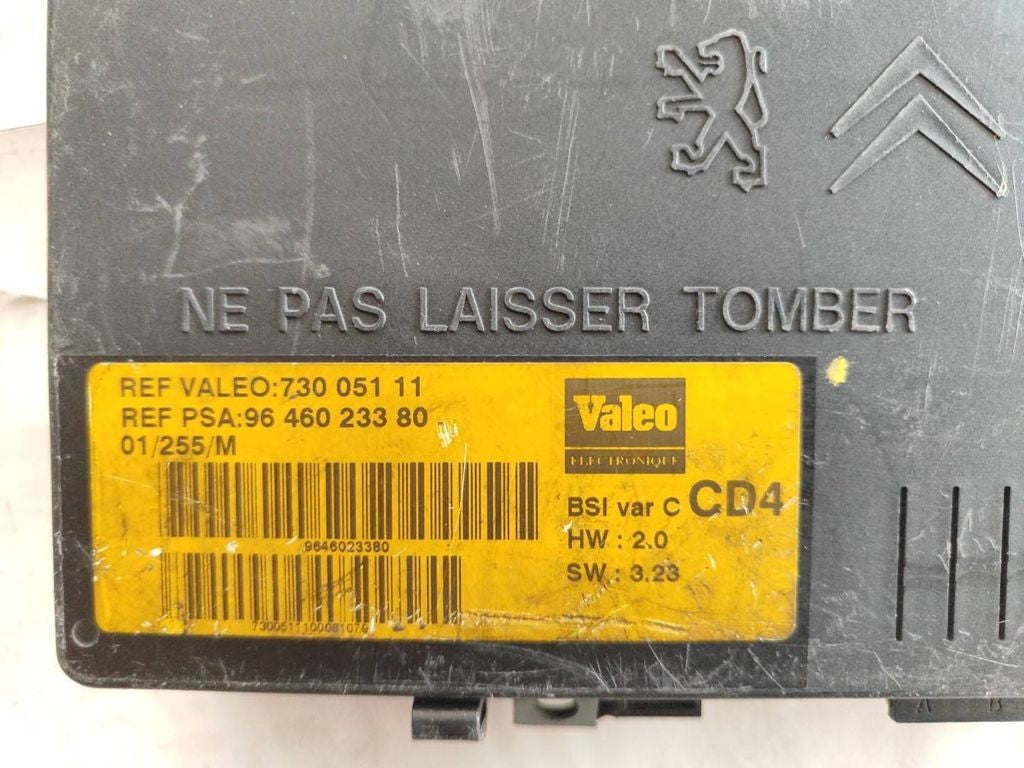 NE PAS LAISSER TOMBER
REF VALEO:730 051 11
REF PSA:96 460 233 80
01/255/M
9646023380
Valeo
ELECTRONIQUE
BSI var C CD4
HW : 2.0
SW : 3.23
A B